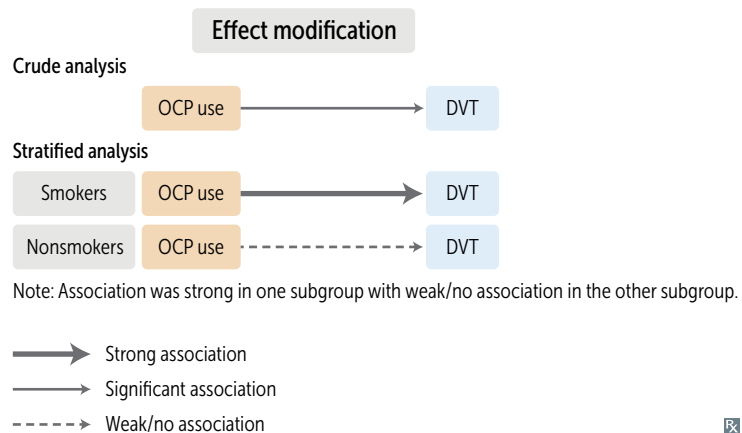 Effect modification
Crude analysis
OCP use DVT
Stratified analysis
Smokers OCP use DVT
Nonsmokers OCP use DVT
Note: Association was strong in one subgroup with weak/no association in the other subgroup.
Strong association
Significant association
Weak/no association
℞